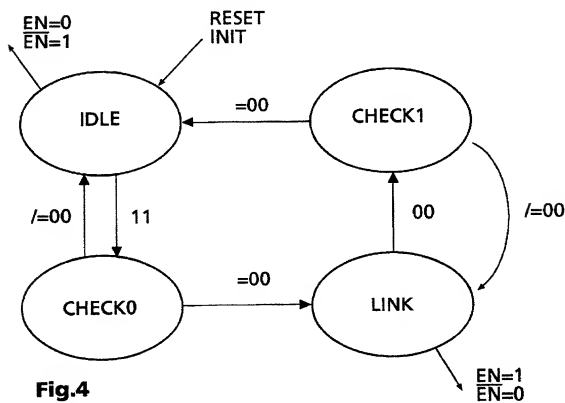 EN=0
EN=1
RESET
INIT
IDLE
=00
CHECK1
/=00
11
00
/=00
CHECK0
=00
LINK
EN=1
EN=0
Fig.4